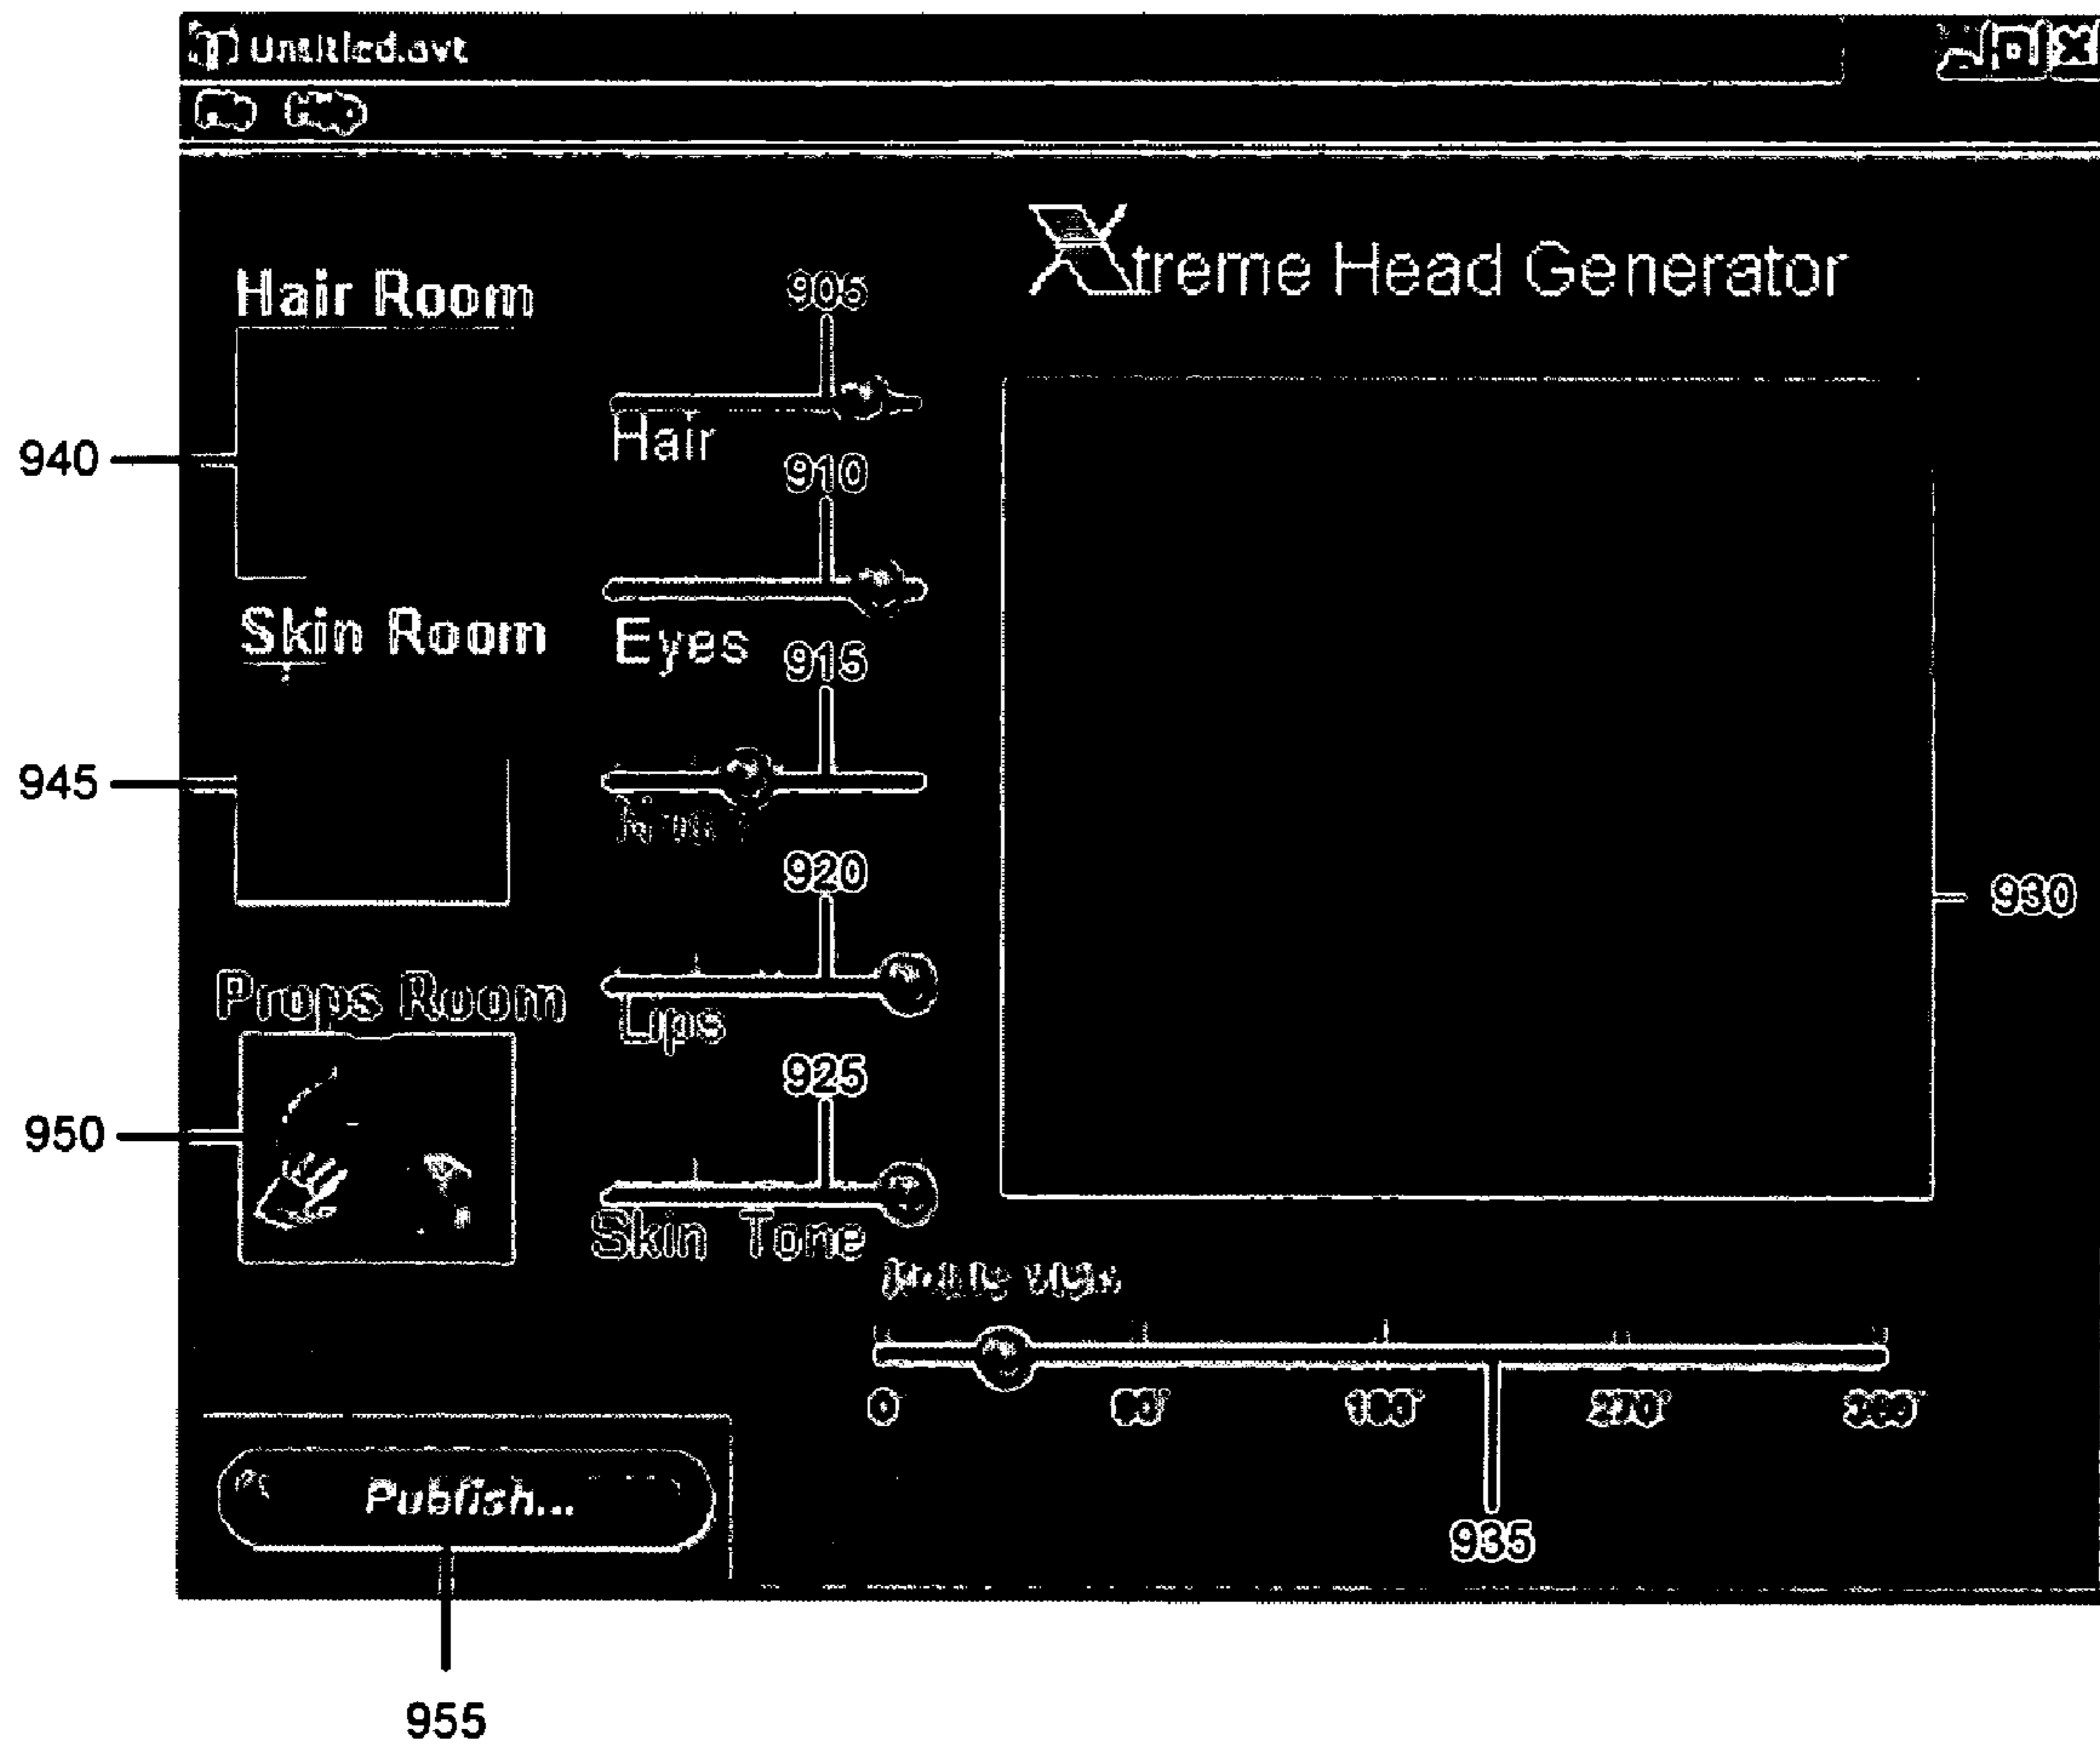 Untitled.avt
Xtreme Head Generator
Hair Room
905
Hair
940
910
Skin Room
Eyes
915
945
920
930
Props Room
Lips
925
950
Skin Tone
0
270°
Publish...
935
955